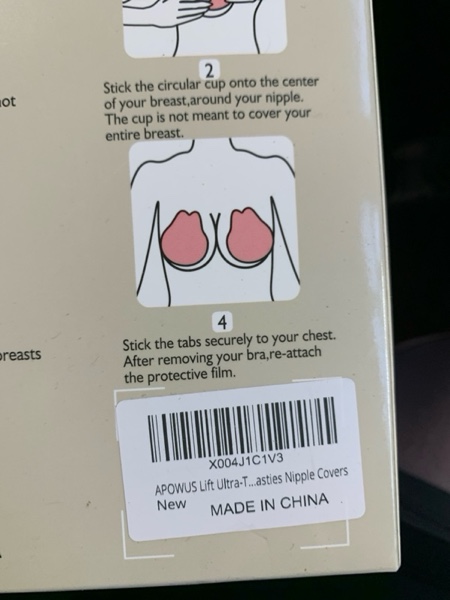 2
Stick the circular cup onto the center
of your breast,around your nipple.
The cup is not meant to cover your
entire breast.
4
Stick the tabs securely to your chest.
After removing your bra,re-attach
the protective film.
breasts
X004J1C1V3
APOWUS Lift Ultra-T...asties Nipple Covers
New
MADE IN CHINA